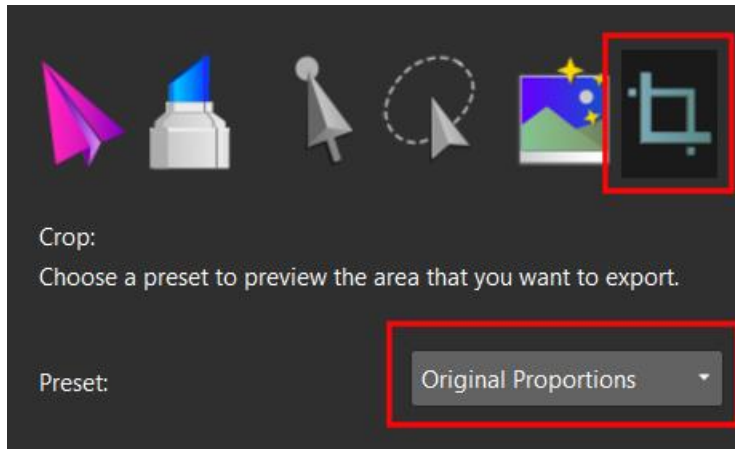 Crop:
Choose a preset to preview the area that you want to export.
Preset:
Original Proportions